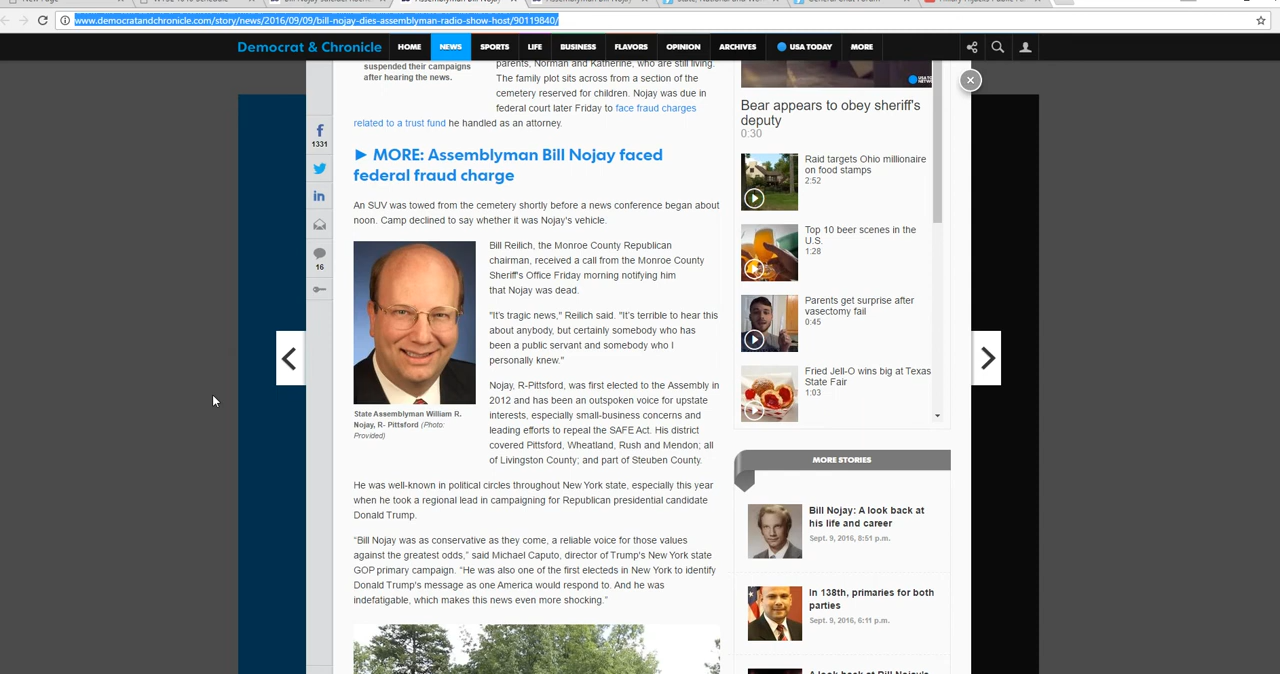 www.democratandchronicle.com/story/news/2016/09/09/bill-nojay-dies-assemblyman-radio-show-host/90119840/
Democrat & Chronicle
HOME
NEWS
SPORTS
LIFE
BUSINESS
FLAVORS
OPINION
ARCHIVES
USA TODAY
MORE
suspended their campaigns
after hearing the news.
parents, Norman and Katherine, who are still living.
The family plot sits across from a section of the
cemetery reserved for children. Nojay was due in
federal court later Friday to face fraud charges
related to a trust fund he handled as an attorney.
► MORE: Assemblyman Bill Nojay faced
federal fraud charge
An SUV was towed from the cemetery shortly before a news conference began about
noon. Camp declined to say whether it was Nojay's vehicle.
1331
16
State Assemblyman William R.
Nojay, R- Pittsford (Photo:
Provided)
Bill Reilich, the Monroe County Republican
chairman, received a call from the Monroe County
Sheriff's Office Friday morning notifying him
that Nojay was dead.
"It's tragic news," Reilich said. "It's terrible to hear this
about anybody, but certainly somebody who has
been a public servant and somebody who I
personally knew."
Nojay, R-Pittsford, was first elected to the Assembly in
2012 and has been an outspoken voice for upstate
interests, especially small-business concerns and
leading efforts to repeal the SAFE Act. His district
covered Pittsford, Wheatland, Rush and Mendon; all
of Livingston County; and part of Steuben County.
He was well-known in political circles throughout New York state, especially this year
when he took a regional lead in campaigning for Republican presidential candidate
Donald Trump.
“Bill Nojay was as conservative as they come, a reliable voice for those values
against the greatest odds,” said Michael Caputo, director of Trump's New York state
GOP primary campaign. “He was also one of the first electeds in New York to identify
Donald Trump's message as one America would respond to. And he was
indefatigable, which makes this news even more shocking.”
Bear appears to obey sheriff's
deputy
0:30
Raid targets Ohio millionaire
on food stamps
2:52
Top 10 beer scenes in the
U.S.
1:28
Parents get surprise after
vasectomy fail
0:45
Fried Jell-O wins big at Texas
State Fair
1:03
MORE STORIES
Bill Nojay: A look back at
his life and career
Sept. 9, 2016, 8:51 p.m.
In 138th, primaries for both
parties
Sept. 9, 2016, 6:11 p.m.